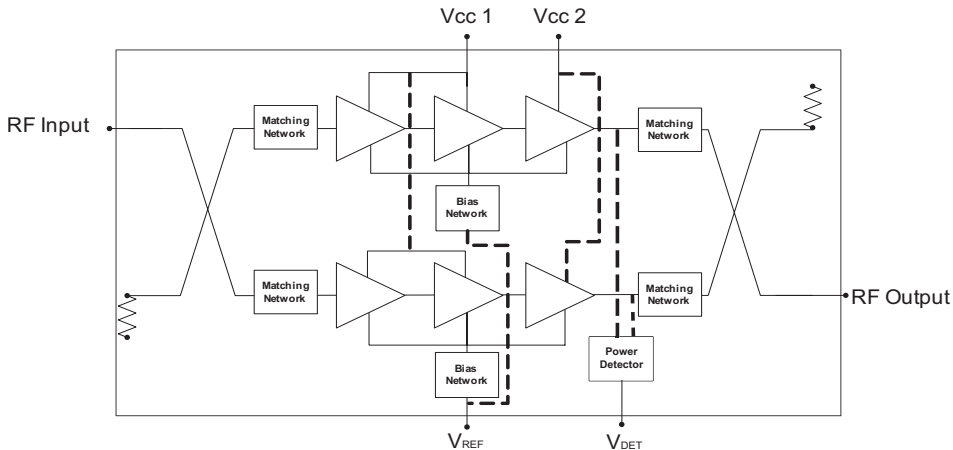 Vcc 1
Vcc 2
RF Input
Matching
Network
Matching
Network
Bias
Network
Matching
Network
Matching
Network
RF Output
Bias
Network
Power
Detector
VREF
VDET